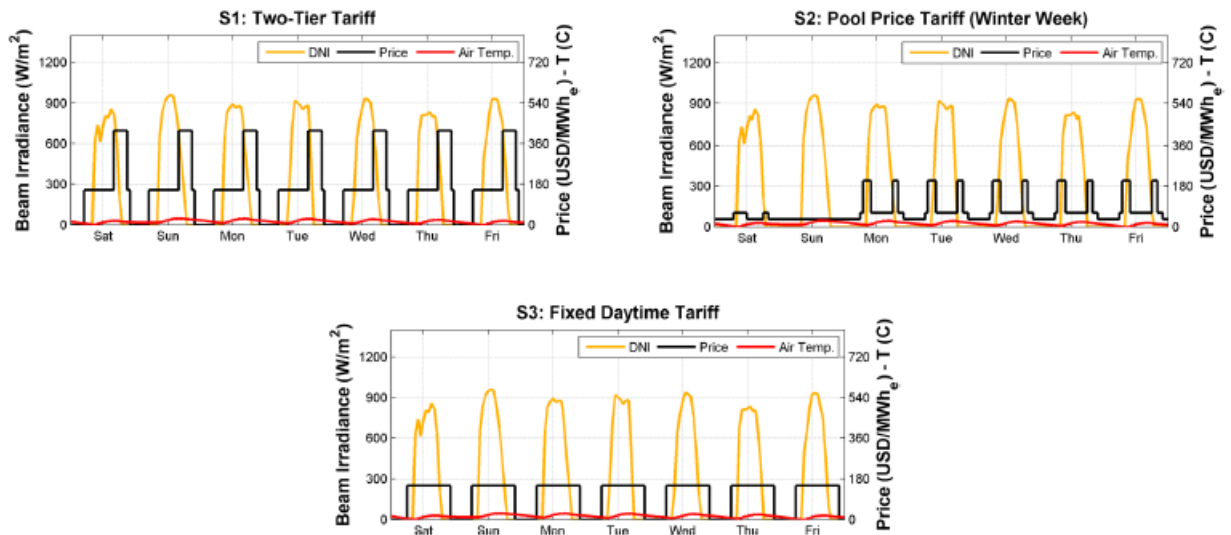 S1: Two-Tier Tariff
DNI Price Air Temp.
Beam Irradiance (W/m²)
1200
900
600
300
0
Sat Sun Mon Tue Wed Thu Fri
720
540
360
180
0
Price (USD/MWhₑ) - T (C)
S2: Pool Price Tariff (Winter Week)
DNI Price Air Temp.
Beam Irradiance (W/m²)
1200
900
600
300
0
Sat Sun Mon Tue Wed Thu Fri
720
540
360
180
0
Price (USD/MWhₑ) - T (C)
S3: Fixed Daytime Tariff
DNI Price Air Temp.
Beam Irradiance (W/m²)
1200
900
600
300
0
Sat Sun Mon Tue Wed Thu Fri
720
540
360
180
0
Price (USD/MWhₑ) - T (C)